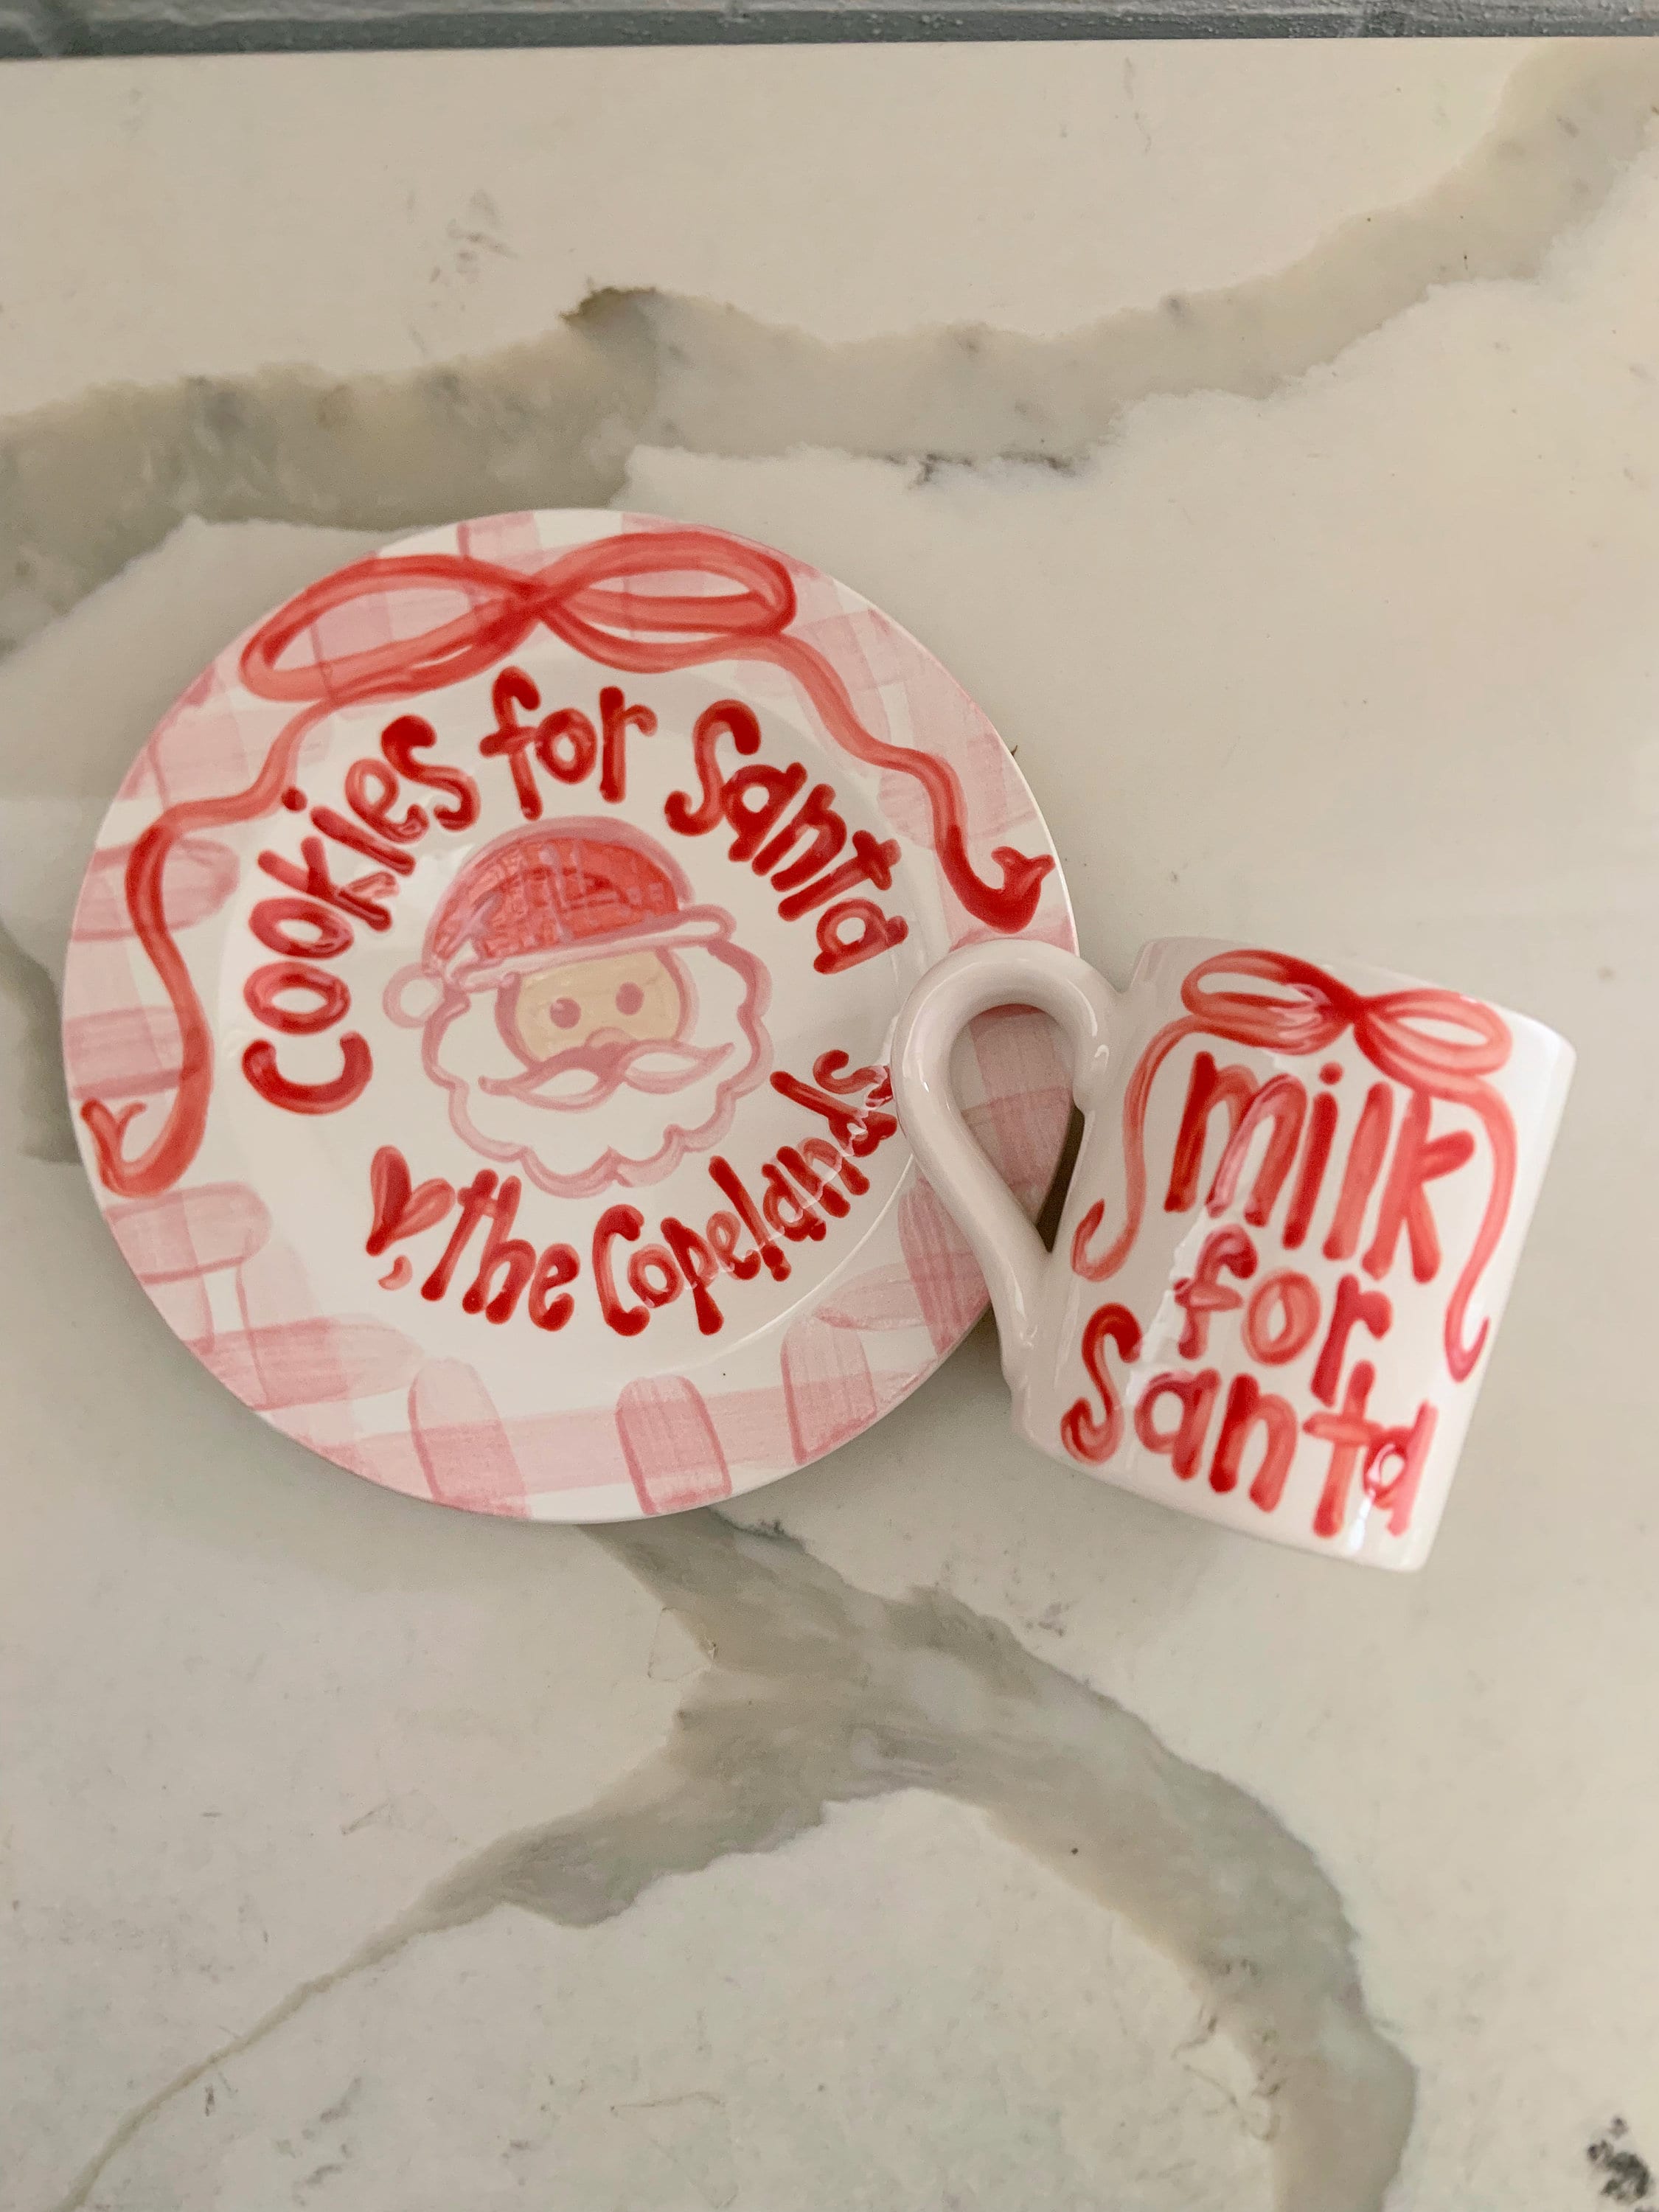 Cookies for Santa
♥, the Copelands
milk
for
Santa